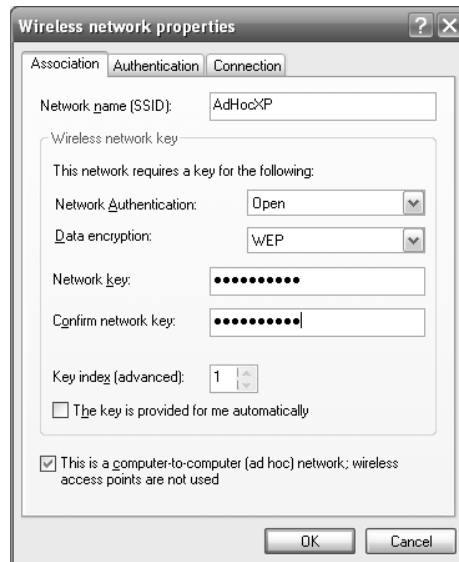 Wireless network properties
Association Authentication Connection
Network name (SSID): AdHocXP
Wireless network key
This network requires a key for the following:
Network Authentication: Open
Data encryption: WEP
Network key: ••••••••••
Confirm network key: ••••••••••
Key index (advanced): 1
The key is provided for me automatically
This is a computer-to-computer (ad hoc) network; wireless
access points are not used
OK Cancel